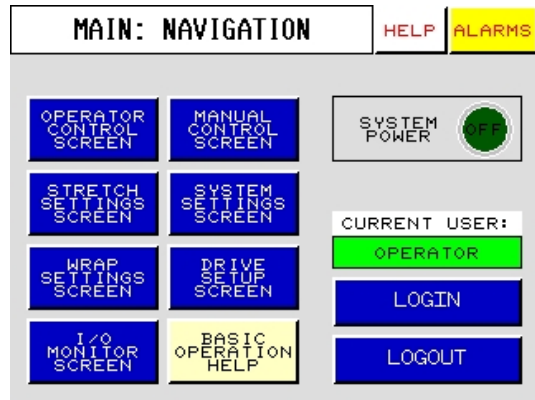 MAIN: NAVIGATION
HELP
ALARMS
OPERATOR
CONTROL
SCREEN
MANUAL
CONTROL
SCREEN
SYSTEM
POWER
OFF
STRETCH
SETTINGS
SCREEN
SYSTEM
SETTINGS
SCREEN
CURRENT USER:
OPERATOR
WRAP
SETTINGS
SCREEN
DRIVE
SETUP
SCREEN
LOGIN
I/O
MONITOR
SCREEN
BASIC
OPERATION
HELP
LOGOUT